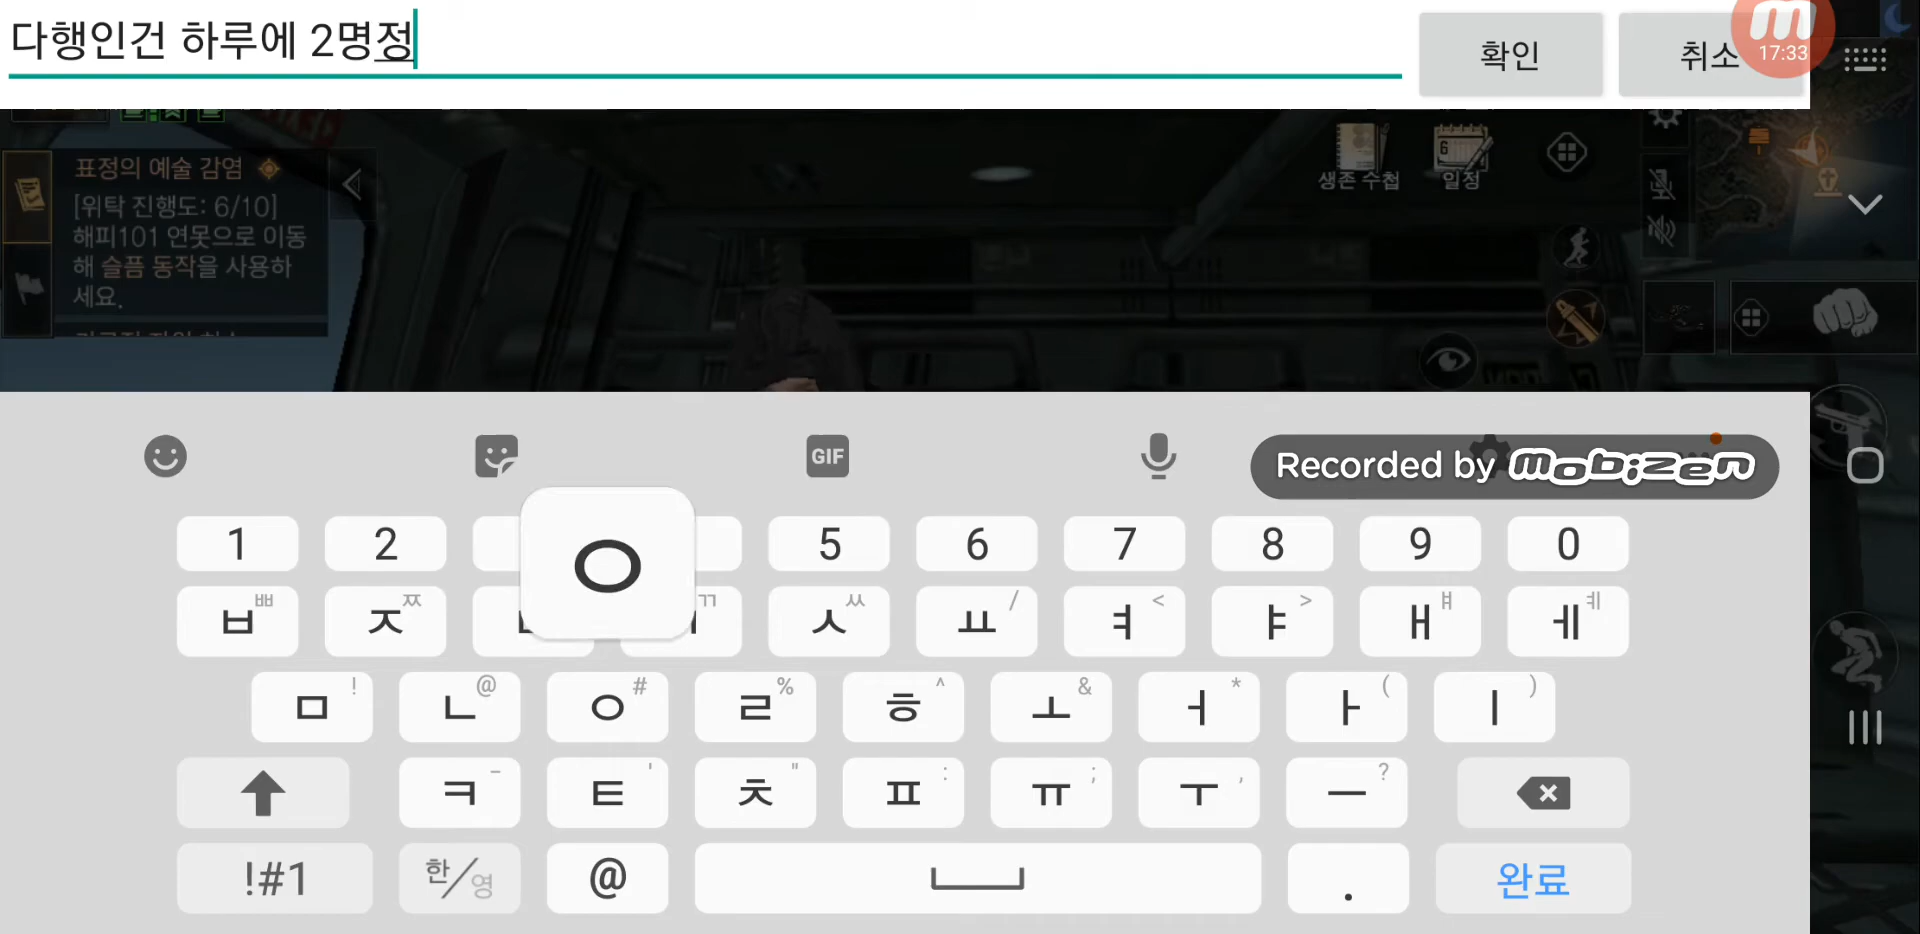 다행인건 하루에 2명정
확인
취소
17:33
표정의 예술 감염
[위탁 진행도: 6/10]
해피101 연못으로 이동
해 슬픔 동작을 사용하
세요.
생존 수첩
6
일정
GIF
Recorded by mobizen
1 2 5 6 7 8 9 0
ㅇ
ㅂ ㅃ ㅈ ㅉ ㄲ ㅅ ㅆ ㅛ / ㅕ < ㅑ > ㅐ ㅒ ㅔ ㅖ
ㅁ ! ㄴ @ ㅇ # ㄹ % ㅎ ^ ㅗ & ㅓ * ㅏ ( ㅣ )
ㅋ - ㅌ ' ㅊ " ㅍ : ㅠ ; ㅜ , ㅡ ?
!#1 한/영 @ . 완료